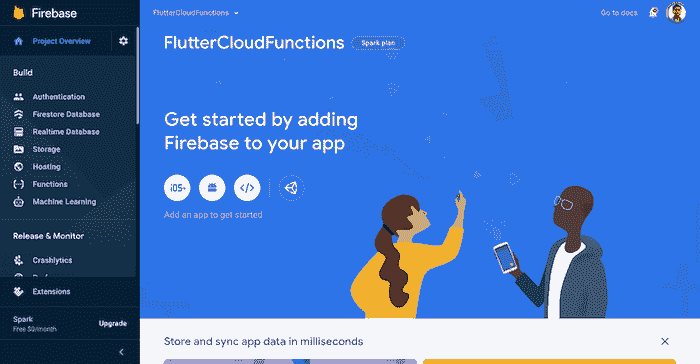 Firebase
Project Overview
Build
Authentication
Firestore Database
Realtime Database
Storage
Hosting
Functions
Machine Learning
Release & Monitor
Crashlytics
Extensions
Spark
Free $0/month
Upgrade
FlutterCloudFunctions
Go to docs
FlutterCloudFunctions
Spark plan
Get started by adding
Firebase to your app
iOS+
</>
Add an app to get started
Store and sync app data in milliseconds